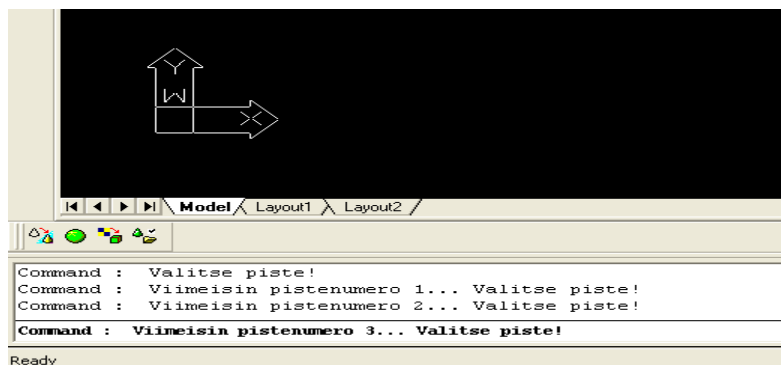 Y
W
X
Model Layout1 Layout2
Command : Valitse piste!
Command : Viimeisin pistenumero 1... Valitse piste!
Command : Viimeisin pistenumero 2... Valitse piste!
Command : Viimeisin pistenumero 3... Valitse piste!
Ready